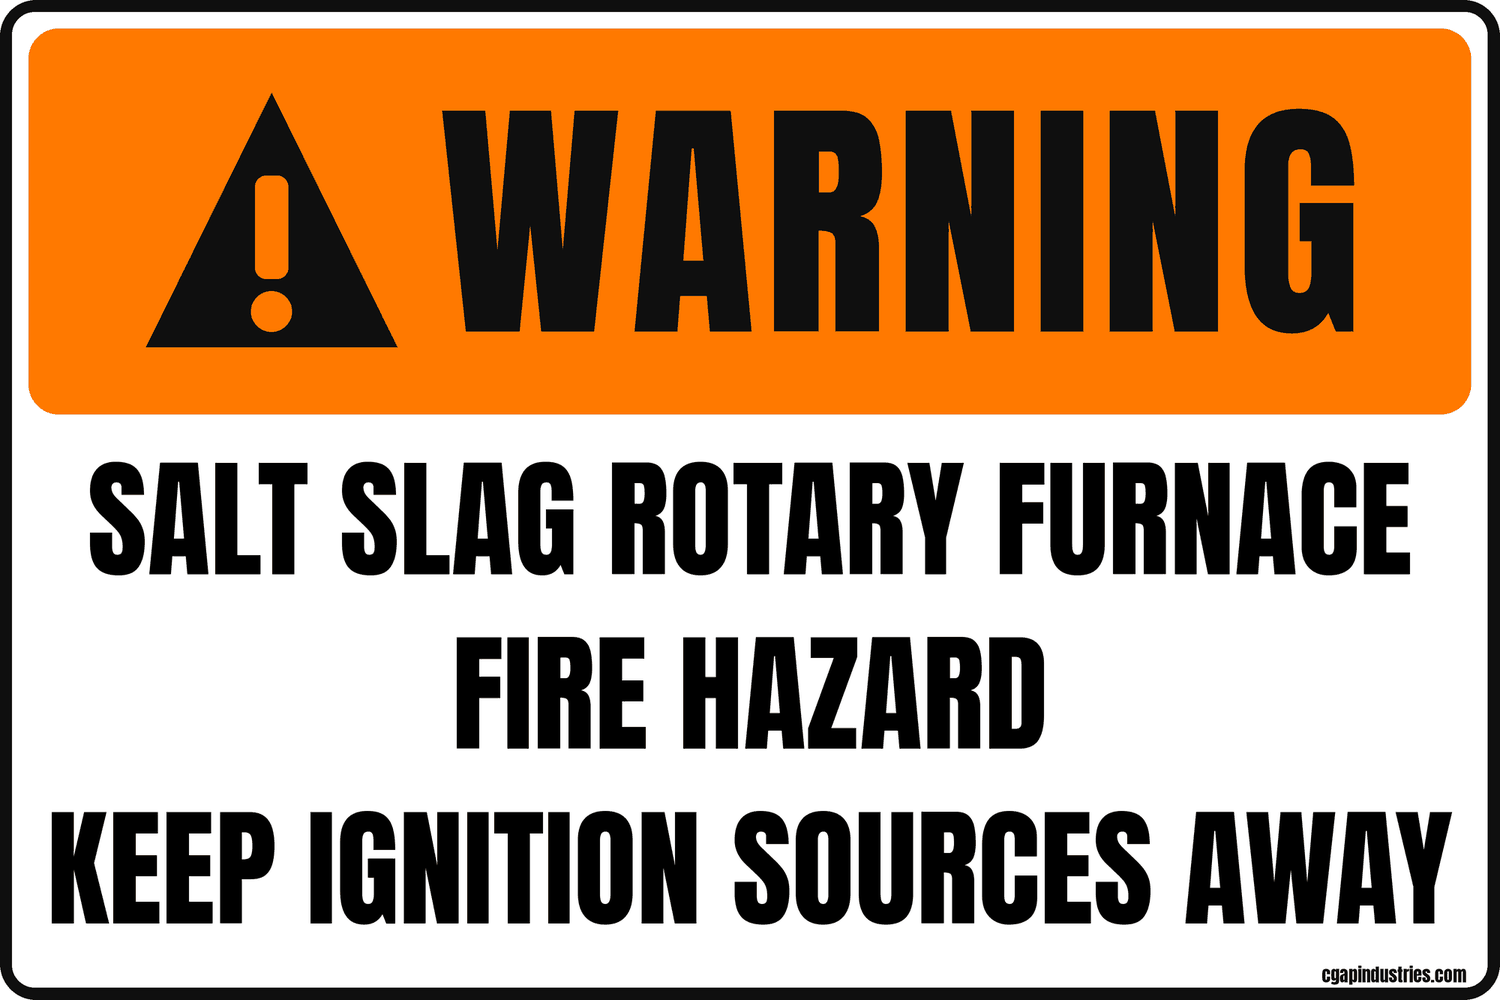 WARNING
SALT SLAG ROTARY FURNACE
FIRE HAZARD
KEEP IGNITION SOURCES AWAY
cgapindustries.com